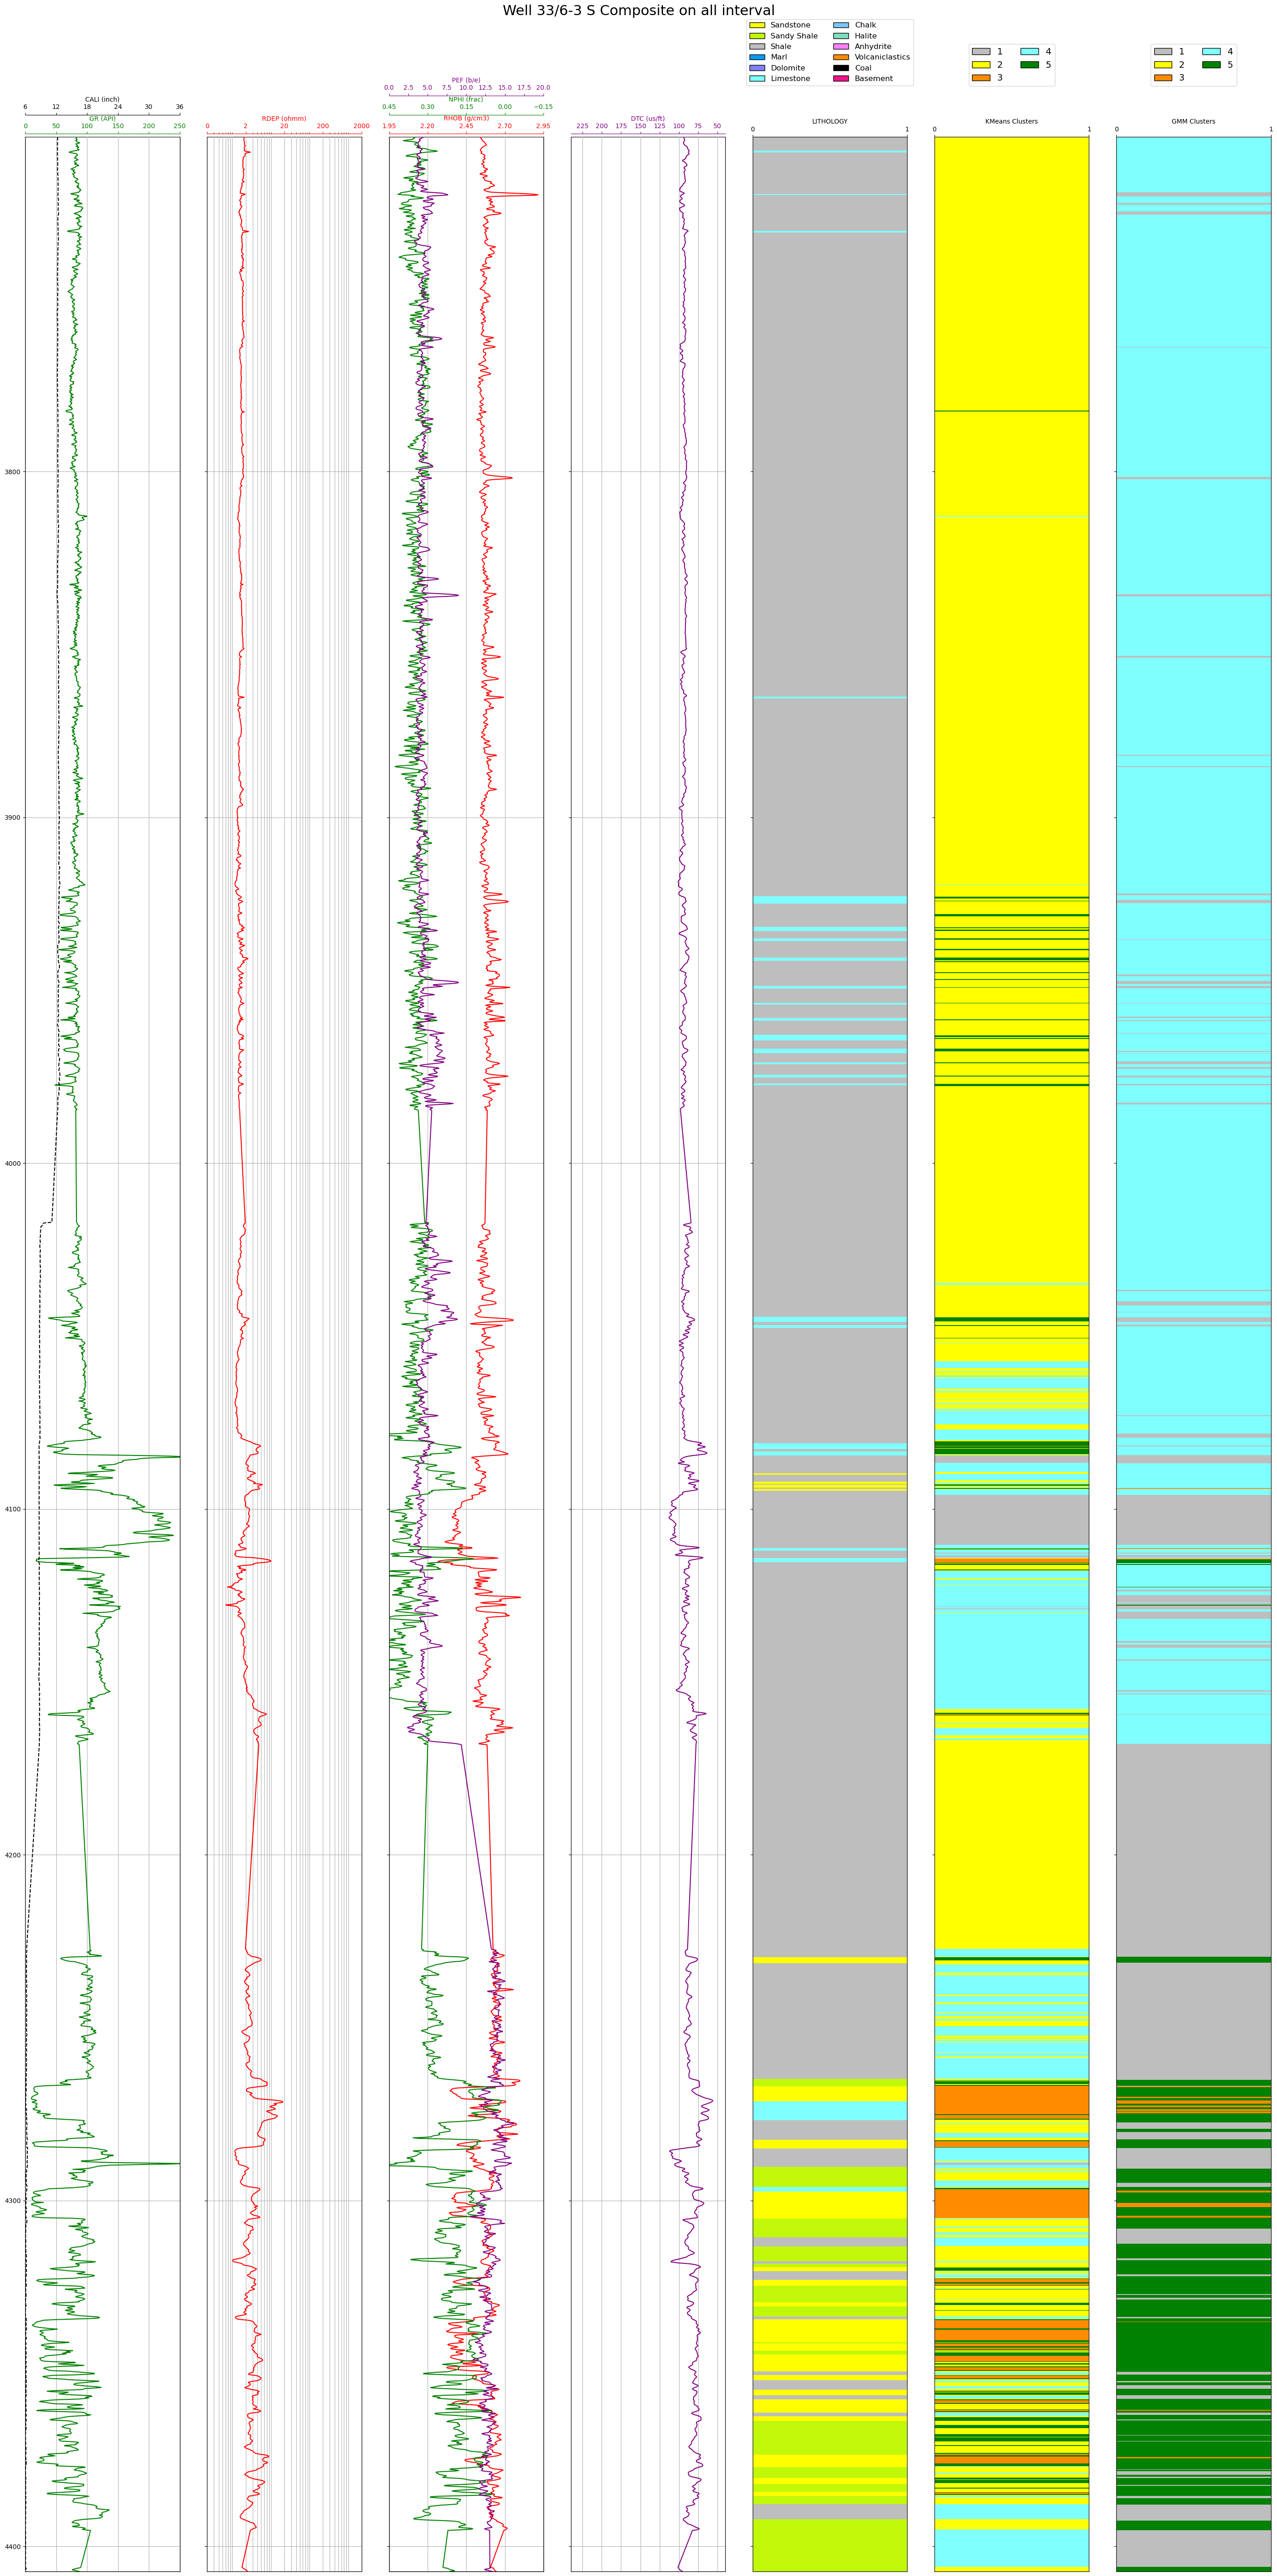 Well 33/6-3 S Composite on all interval
Sandstone Chalk
Sandy Shale Halite
Shale Anhydrite
Marl Volcaniclastics
Dolomite Coal
Limestone Basement
1 4
2 5
3
1 4
2 5
3
PEF (b/e)
0.0 2.5 5.0 7.5 10.0 12.5 15.0 17.5 20.0
CALI (inch)
6 12 18 24 30 36
NPHI (frac)
0.45 0.30 0.15 0.00 −0.15
GR (API)
0 50 100 150 200 250
RDEP (ohmm)
0 2 20 200 2000
RHOB (g/cm3)
1.95 2.20 2.45 2.70 2.95
DTC (us/ft)
225 200 175 150 125 100 75 50
LITHOLOGY
0 1
KMeans Clusters
0 1
GMM Clusters
0 1
3800
3900
4000
4100
4200
4300
4400